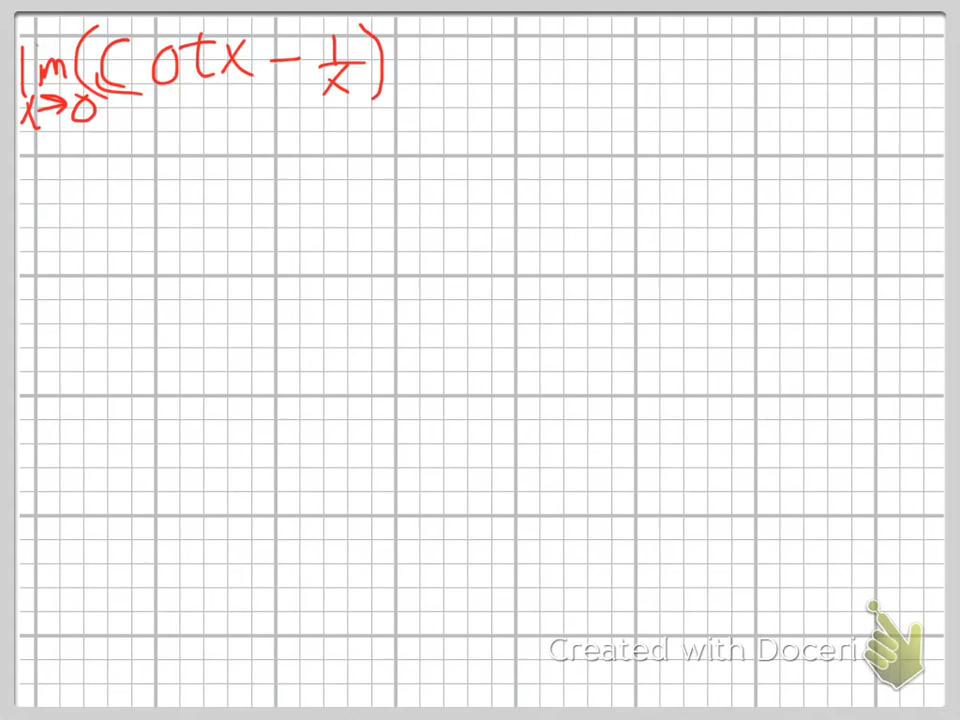 lim (cot x - 1/x)
x→0
Created with Doceri